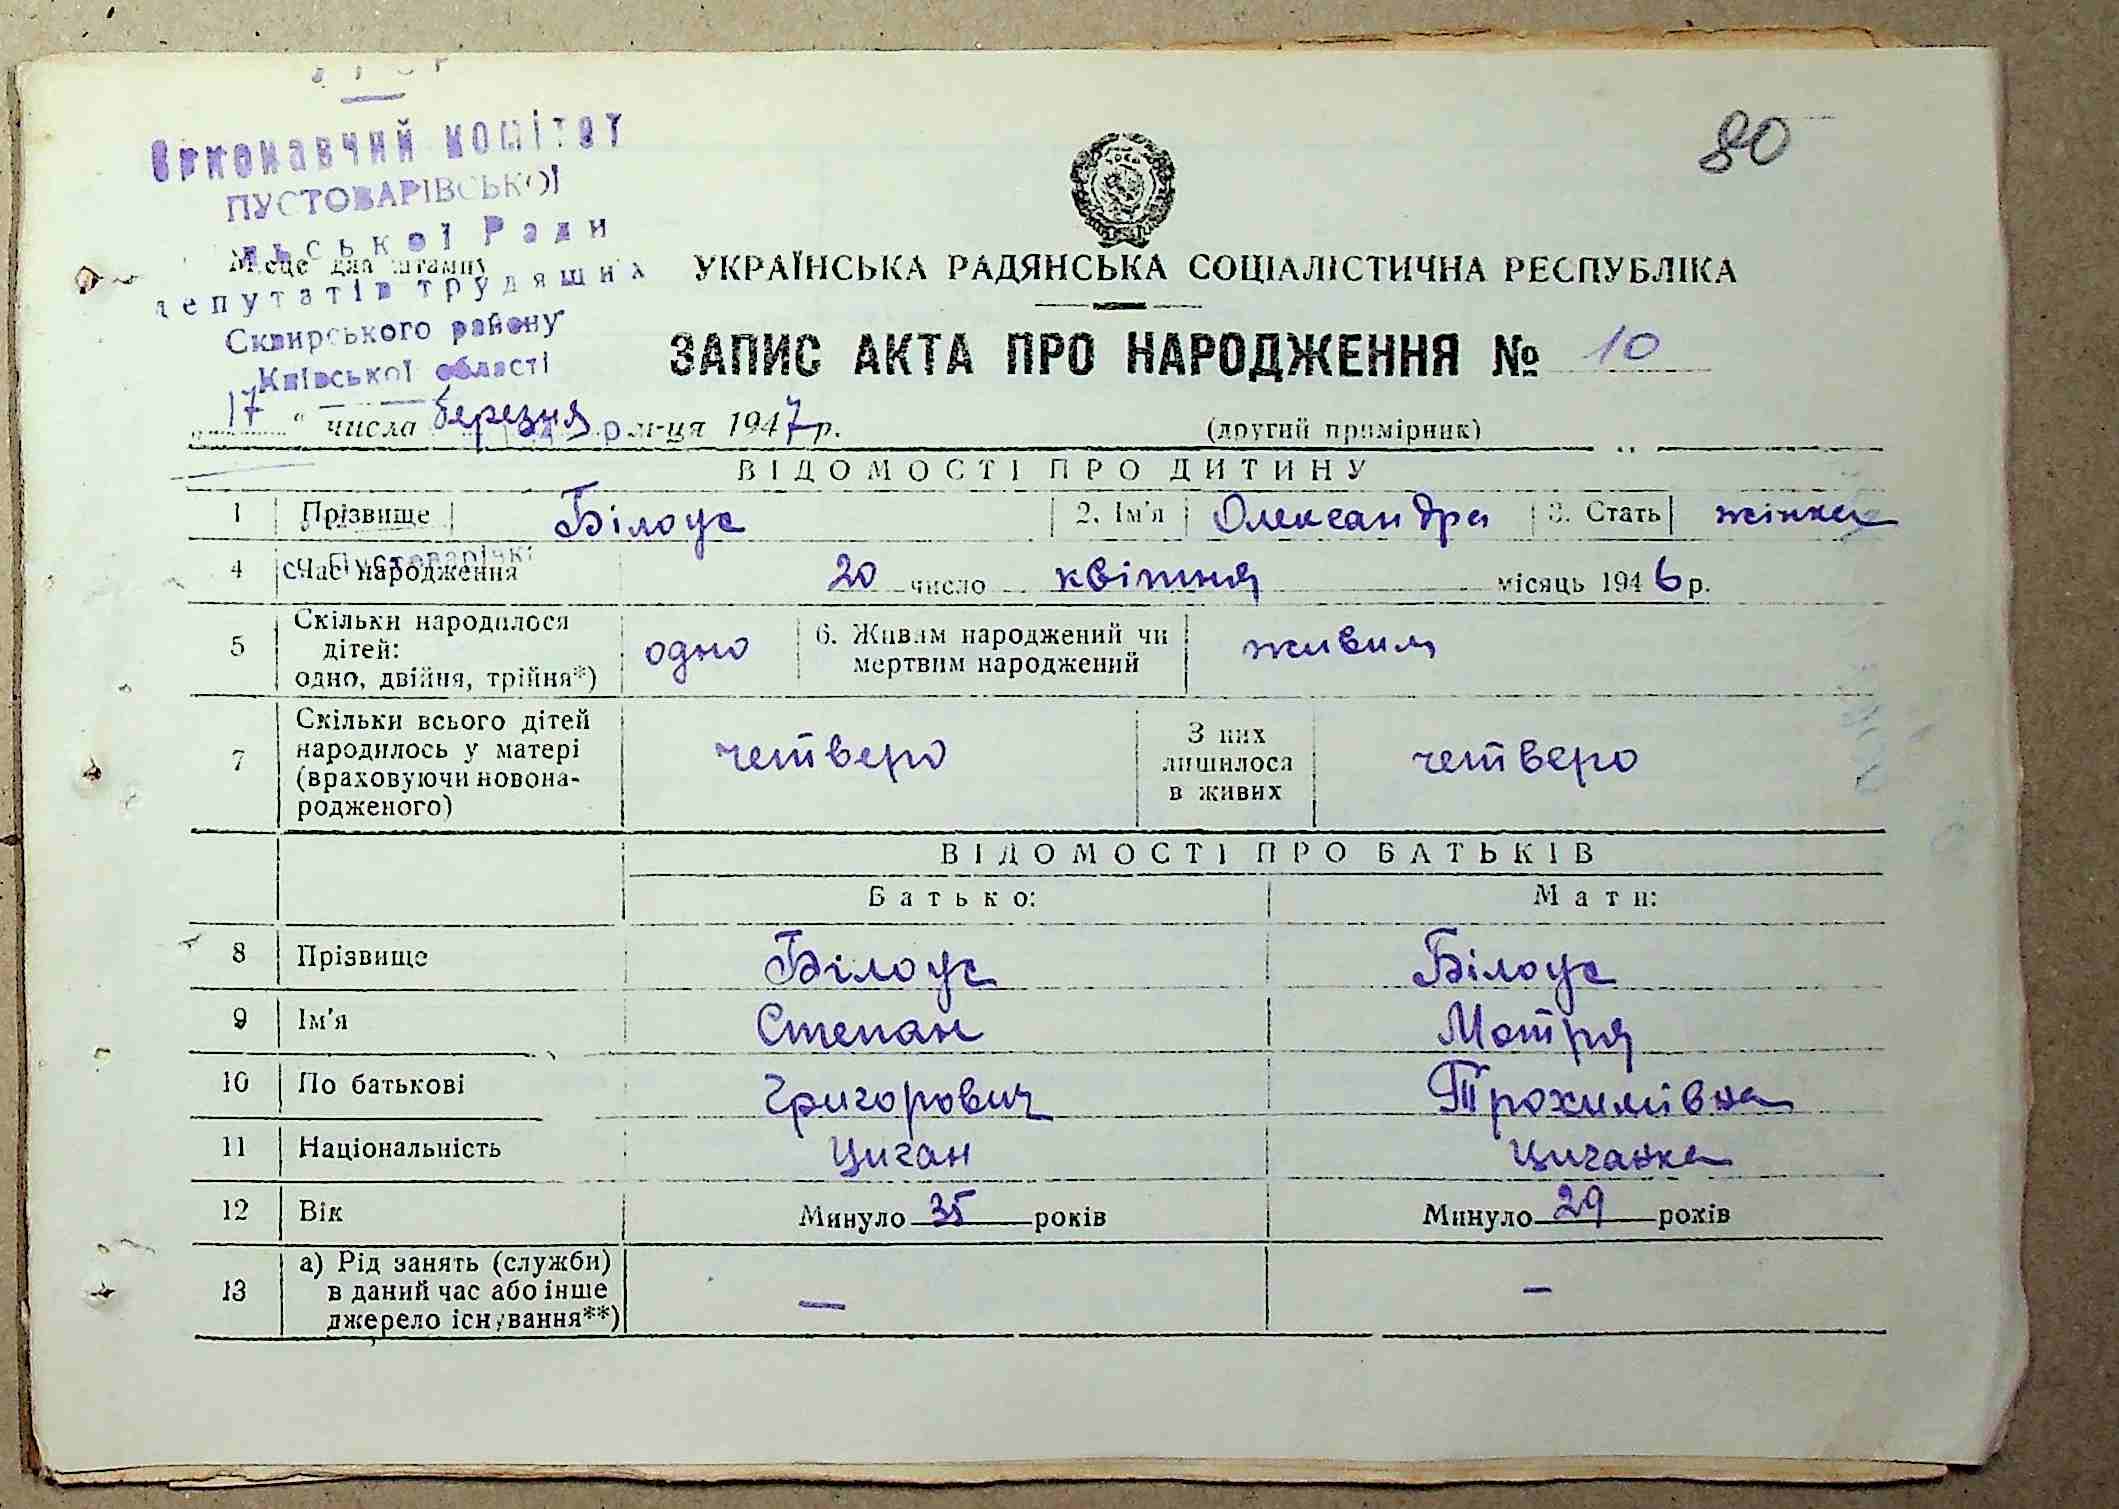 80
Виконавчий комітет
ПУСТОВАРІВСЬКОЇ
сільської Ради
Місце для штампу
депутатів трудящих
Сквирського району
Київської області
УКРАЇНСЬКА РАДЯНСЬКА СОЦІАЛІСТИЧНА РЕСПУБЛІКА
ЗАПИС АКТА ПРО НАРОДЖЕННЯ № 10
„17“ числа березня м-ця 1947 р. (другий примірник)
ВІДОМОСТІ ПРО ДИТИНУ
1 Прізвище Білоус 2. Ім'я Олександра 3. Стать жінка
4 Час народження 20 число квітня місяць 1946 р.
5 Скільки народилося дітей: одно, двійня, трійня*) одно 6. Живим народжений чи мертвим народжений живим
7 Скільки всього дітей народилось у матері (враховуючи новонародженого) четверо З них лишилося в живих четверо
ВІДОМОСТІ ПРО БАТЬКІВ
Батько: Мати:
8 Прізвище Білоус Білоус
9 Ім'я Степан Мотря
10 По батькові Григорович Трохимівна
11 Національність Циган Циганка
12 Вік Минуло 35 років Минуло 29 років
13 а) Рід занять (служби) в даний час або інше джерело існування**) — —